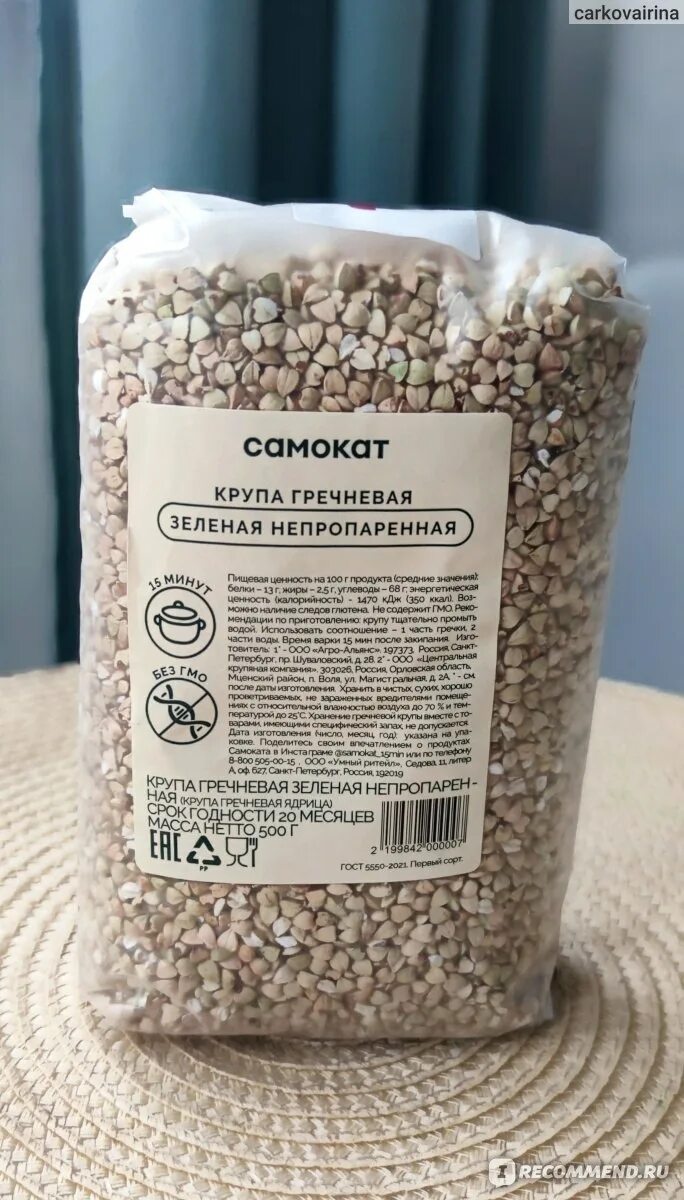 carkovairina
самокат
КРУПА ГРЕЧНЕВАЯ
ЗЕЛЕНАЯ НЕПРОПАРЕННАЯ
15 МИНУТ
БЕЗ ГМО
Пищевая ценность на 100 г продукта (средние значения):
белки – 13 г, жиры – 2,5 г, углеводы – 68 г; энергетическая
ценность (калорийность) - 1470 кДж (350 ккал). Воз-
можно наличие следов глютена. Не содержит ГМО. Реко-
мендации по приготовлению: крупу тщательно промыть
водой. Использовать соотношение – 1 часть гречки, 2
части воды. Время варки 15 мин после закипания. Изго-
товитель: 1* - ООО «Агро-Альянс», 197373, Россия, Санкт-
Петербург, пр. Шуваловский, д. 28. 2* - ООО «Центральная
крупяная компания», 303026, Россия, Орловская область,
Мценский район, п. Воля, ул. Магистральная, д. 2А. * - см.
после даты изготовления. Хранить в чистых, сухих, хорошо
проветриваемых, не зараженных вредителями помеще-
ниях с относительной влажностью воздуха до 70 % и тем-
пературой до 25°С. Хранение гречневой крупы вместе с то-
варами, имеющими специфический запах, не допускается.
Дата изготовления (число, месяц, год): указана на упа-
ковке. Поделитесь своим впечатлением о продуктах
Самоката в Инстаграме @samokat_15min или по телефону
8-800 505-00-15 , ООО «Умный ритейл», Седова, 11, литер
А, оф. 627, Санкт-Петербург, Россия, 192019
КРУПА ГРЕЧНЕВАЯ ЗЕЛЕНАЯ НЕПРОПАРЕН -
НАЯ (КРУПА ГРЕЧНЕВАЯ ЯДРИЦА)
СРОК ГОДНОСТИ 20 МЕСЯЦЕВ
МАССА НЕТТО 500 Г
EAC
PP
2 199842 000007
ГОСТ 5550-2021. Первый сорт.
RECOMMEND.RU